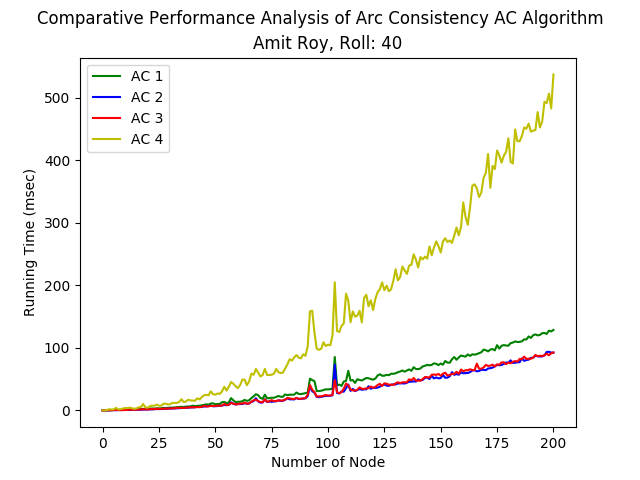 Comparative Performance Analysis of Arc Consistency AC Algorithm
Amit Roy, Roll: 40
AC 1
AC 2
AC 3
AC 4
Running Time (msec)
500
400
300
200
100
0
0 25 50 75 100 125 150 175 200
Number of Node